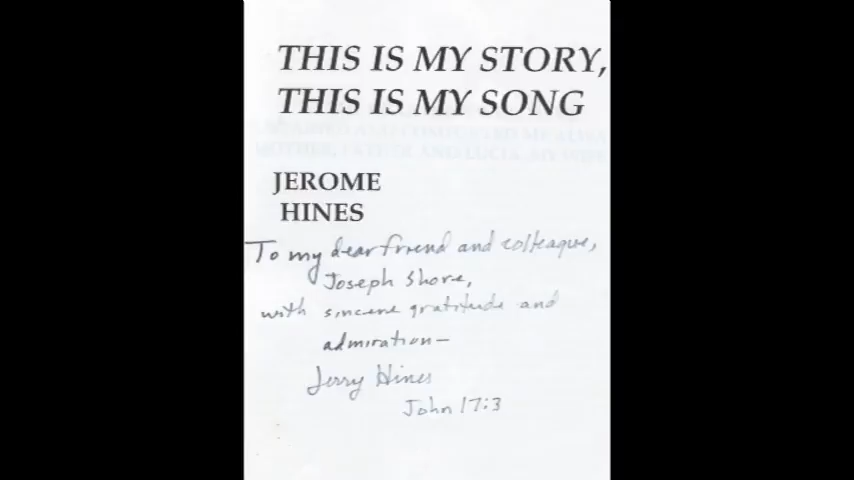 THIS IS MY STORY,
THIS IS MY SONG
JEROME
HINES
To my dear friend and colleague,
Joseph Shore,
with sincere gratitude and
admiration—
Jerry Hines
John 17:3